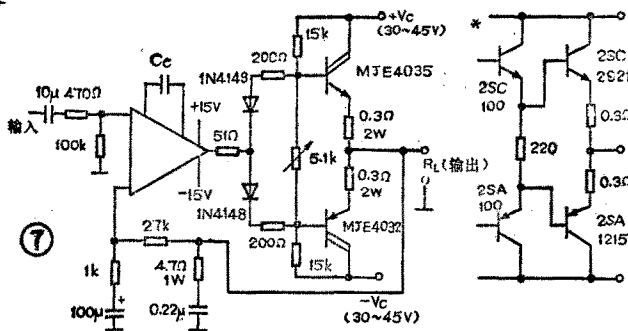 +Vc
(30~45V)
*
15k
Cc
200Ω
MJE4035
2SC
1N4148
2SC
100
10μ 470Ω
+15V
0.3Ω
2W
输入
51Ω
5.1k
220
100k
RL(输出)
-15V
0.3Ω
2W
0.3Ω
1N4148
2SA
100
MJE4032
27k
200Ω
2SA
1215
⑦
1k
4.7Ω
1W
15k
100μ
+
0.22μ
-Vc
(30~45V)